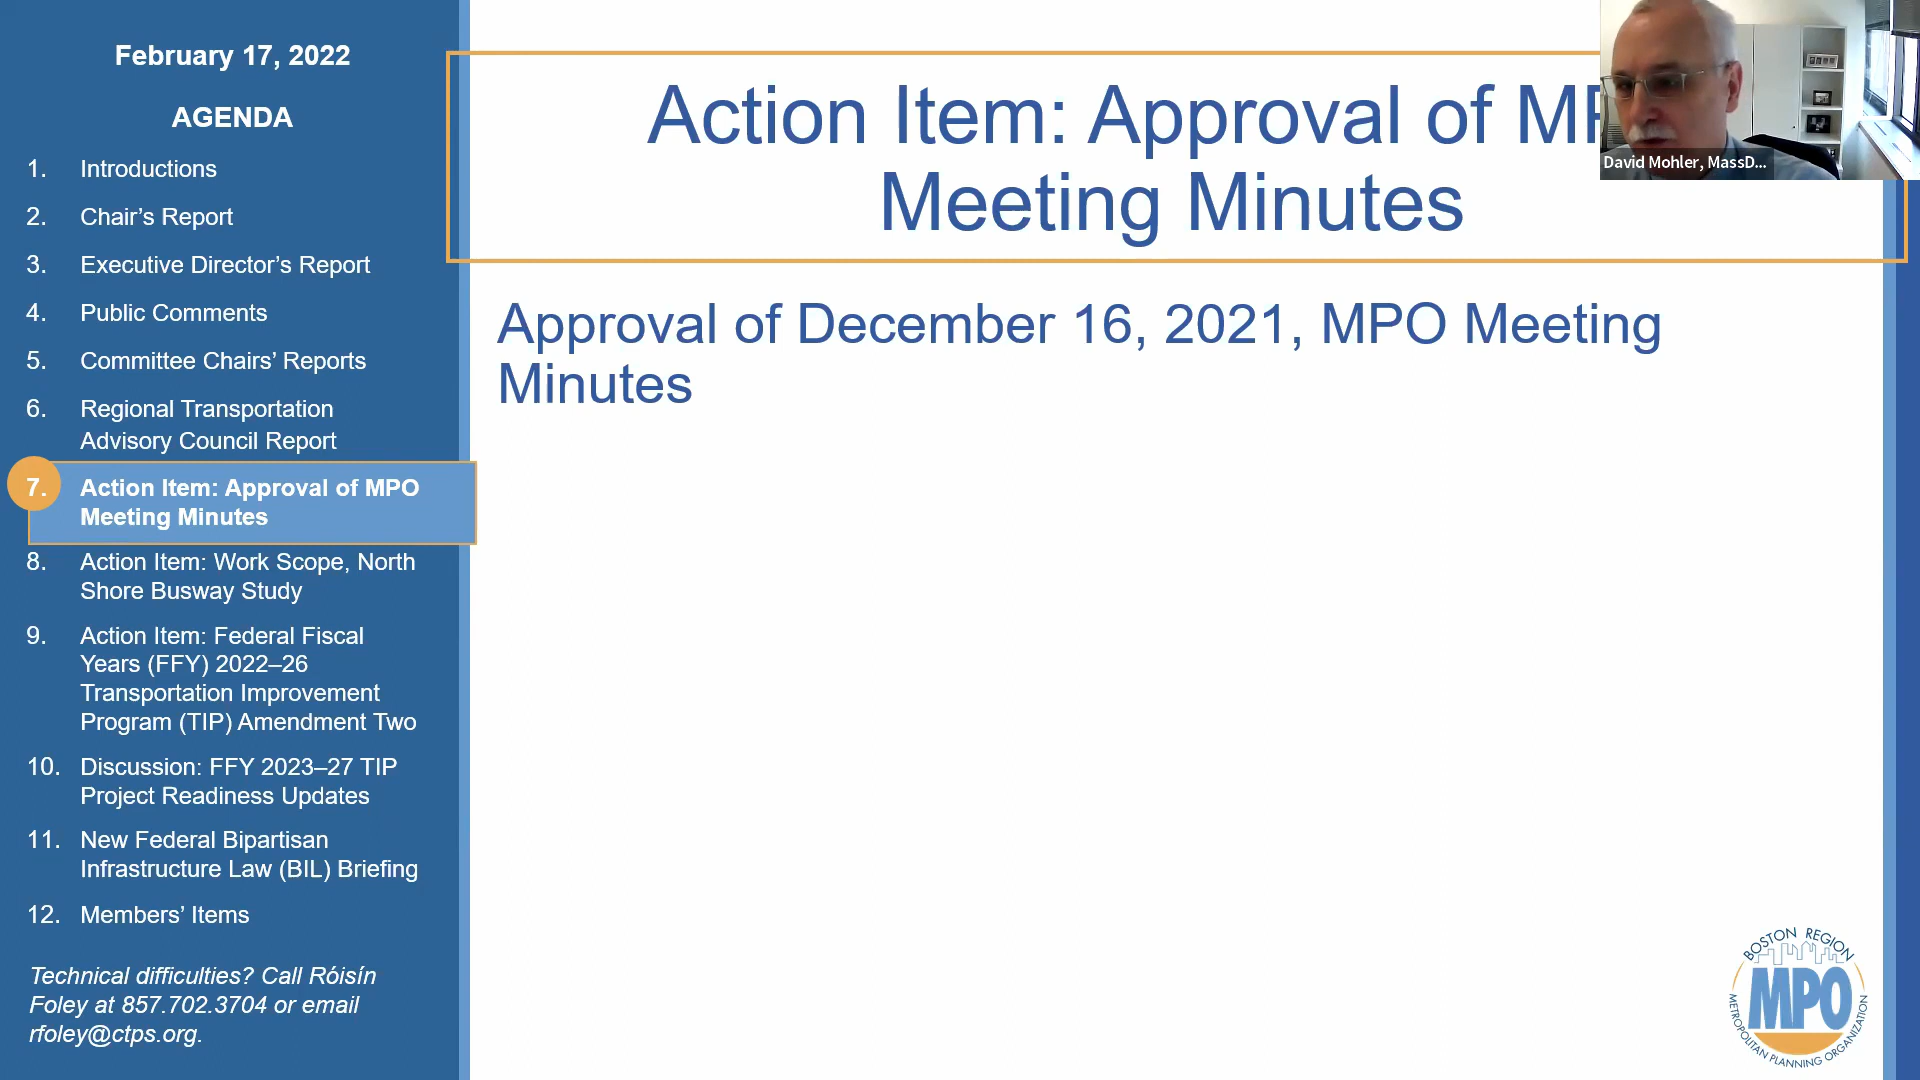 February 17, 2022
AGENDA
1. Introductions
2. Chair’s Report
3. Executive Director’s Report
4. Public Comments
5. Committee Chairs’ Reports
6. Regional Transportation
Advisory Council Report
7. Action Item: Approval of MPO
Meeting Minutes
8. Action Item: Work Scope, North
Shore Busway Study
9. Action Item: Federal Fiscal
Years (FFY) 2022–26
Transportation Improvement
Program (TIP) Amendment Two
10. Discussion: FFY 2023–27 TIP
Project Readiness Updates
11. New Federal Bipartisan
Infrastructure Law (BIL) Briefing
12. Members’ Items
Technical difficulties? Call Róisín
Foley at 857.702.3704 or email
rfoley@ctps.org.
Action Item: Approval of MP
Meeting Minutes
David Mohler, MassD...
Approval of December 16, 2021, MPO Meeting
Minutes
BOSTON REGION
MPO
METROPOLITAN PLANNING ORGANIZATION